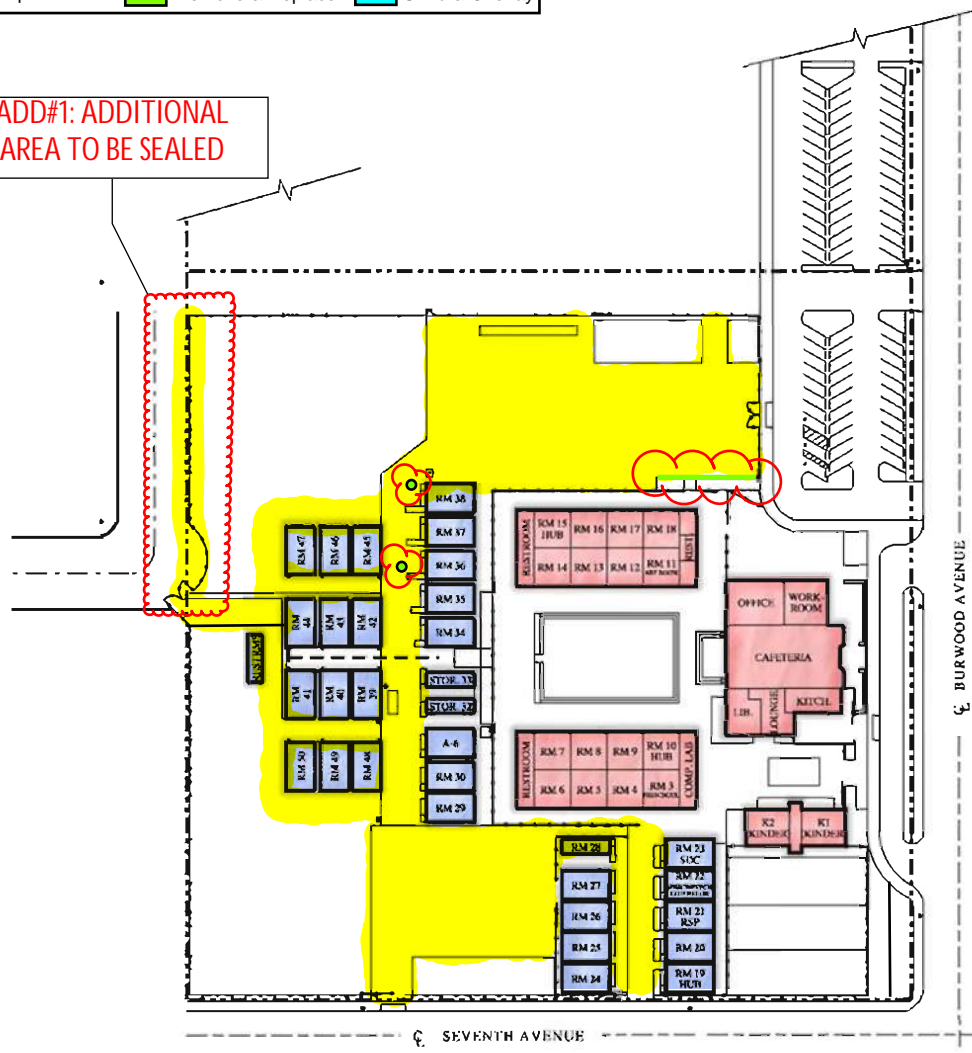 ADD#1: ADDITIONAL
AREA TO BE SEALED
RM 38
RM 37
RM 36
RM 35
RM 34
STOR. 33
STOR. 32
A-6
RM 30
RM 29
RM 47
RM 46
RM 45
RM 44
RM 43
RM 42
RM 41
RM 40
RM 39
RM 50
RM 49
RM 48
RESTROOM
RM 15
HUB
RM 16
RM 17
RM 18
REST
RM 14
RM 13
RM 12
RM 11
OFFICE
WORK-
ROOM
CAFETERIA
LIB.
LOUNGE
KITCH.
RESTROOM
RM 7
RM 8
RM 9
RM 10
HUB
COMP. LAB
RM 6
RM 5
RM 4
RM 3
PRESCHOOL
K2
KINDER
K1
KINDER
RM 28
RM 27
RM 26
RM 25
RM 24
RM 23
SDC
RM 22
RM 21
RSP
RM 20
RM 19
HUB
BURWOOD AVENUE
SEVENTH AVENUE